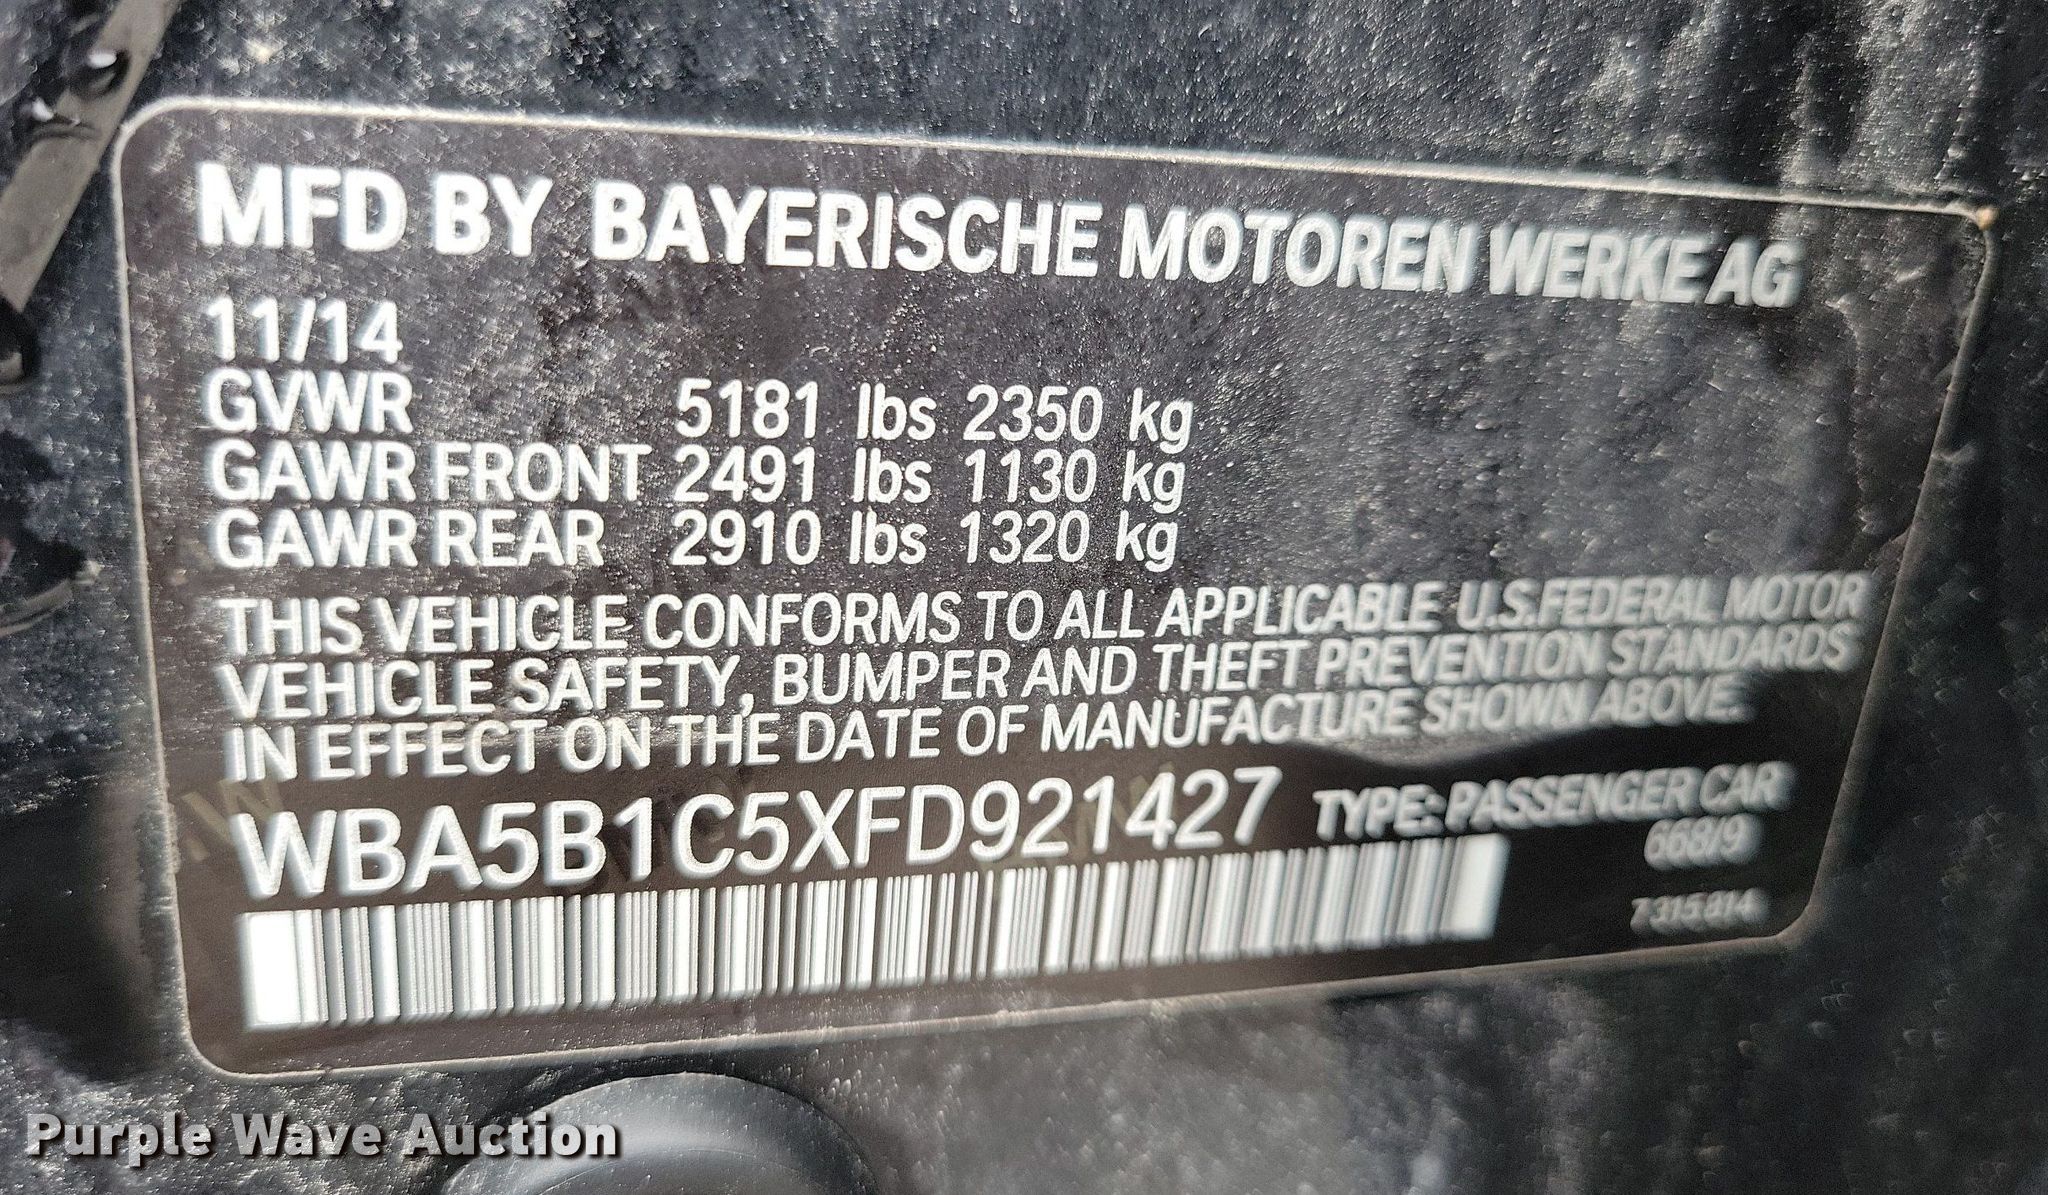 MFD BY BAYERISCHE MOTOREN WERKE AG
11/14
GVWR 5181 lbs 2350 kg
GAWR FRONT 2491 lbs 1130 kg
GAWR REAR 2910 lbs 1320 kg
THIS VEHICLE CONFORMS TO ALL APPLICABLE U.S.FEDERAL MOTOR
VEHICLE SAFETY, BUMPER AND THEFT PREVENTION STANDARDS
IN EFFECT ON THE DATE OF MANUFACTURE SHOWN ABOVE.
WBA5B1C5XFD921427 TYPE: PASSENGER CAR
668/9
7 315 814
Purple Wave Auction